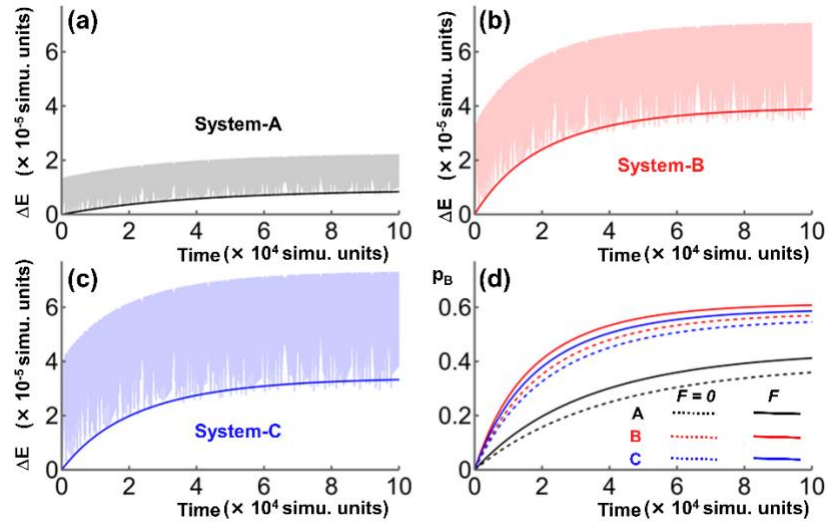 (a)
ΔE (× 10⁻⁵ simu. units)
6
4
2
0
System-A
0 2 4 6 8 10
Time (× 10⁴ simu. units)
(b)
ΔE (× 10⁻⁵ simu. units)
6
4
2
0
System-B
0 2 4 6 8 10
Time (× 10⁴ simu. units)
(c)
ΔE (× 10⁻⁵ simu. units)
6
4
2
0
System-C
0 2 4 6 8 10
Time (× 10⁴ simu. units)
p_B
(d)
0.6
0.4
0.2
0
F = 0 F
A
B
C
0 2 4 6 8 10
Time (× 10⁴ simu. units)